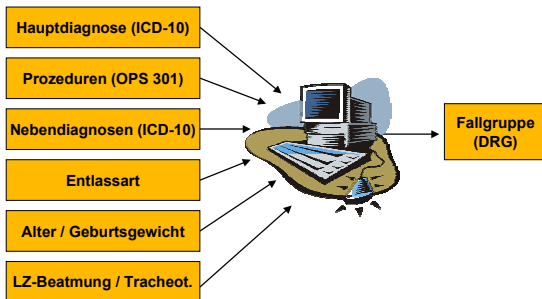 Hauptdiagnose (ICD-10)
Prozeduren (OPS 301)
Nebendiagnosen (ICD-10)
Entlassart
Alter / Geburtsgewicht
LZ-Beatmung / Tracheot.
Fallgruppe
(DRG)